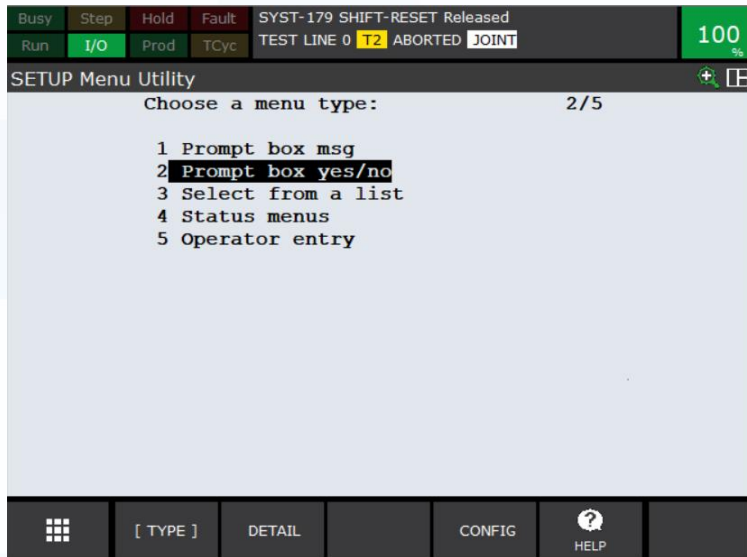 Busy Step Hold Fault SYST-179 SHIFT-RESET Released
Run I/O Prod TCyc TEST LINE 0 T2 ABORTED JOINT 100 %
SETUP Menu Utility
Choose a menu type: 2/5
1 Prompt box msg
2 Prompt box yes/no
3 Select from a list
4 Status menus
5 Operator entry
[ TYPE ] DETAIL CONFIG ? HELP